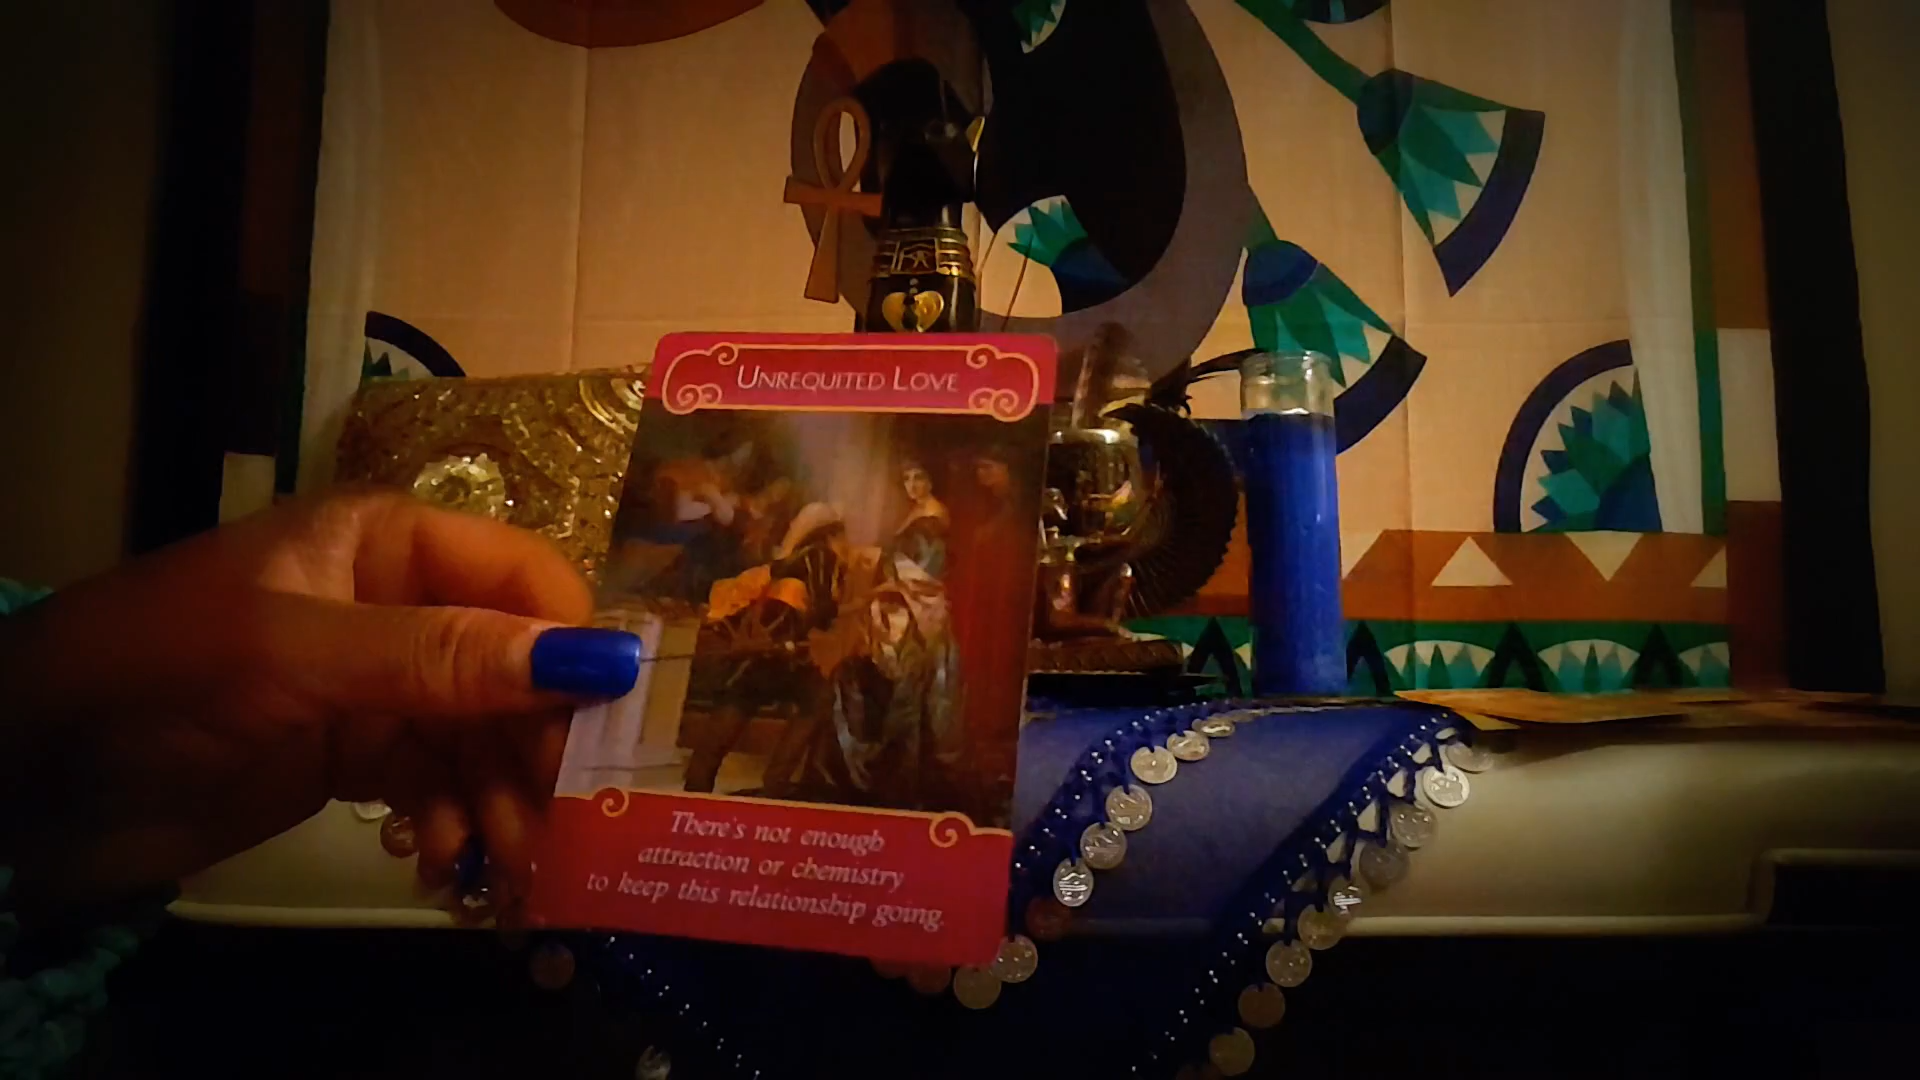 UNREQUITED LOVE
There's not enough
attraction or chemistry
to keep this relationship going.